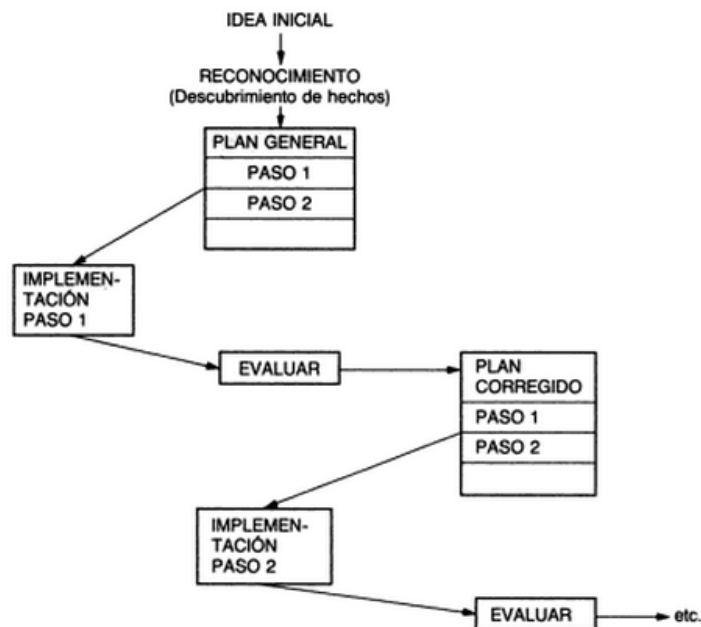 IDEA INICIAL
RECONOCIMIENTO
(Descubrimiento de hechos)
PLAN GENERAL
PASO 1
PASO 2
IMPLEMEN-
TACIÓN
PASO 1
EVALUAR
PLAN
CORREGIDO
PASO 1
PASO 2
IMPLEMEN-
TACIÓN
PASO 2
EVALUAR
etc.